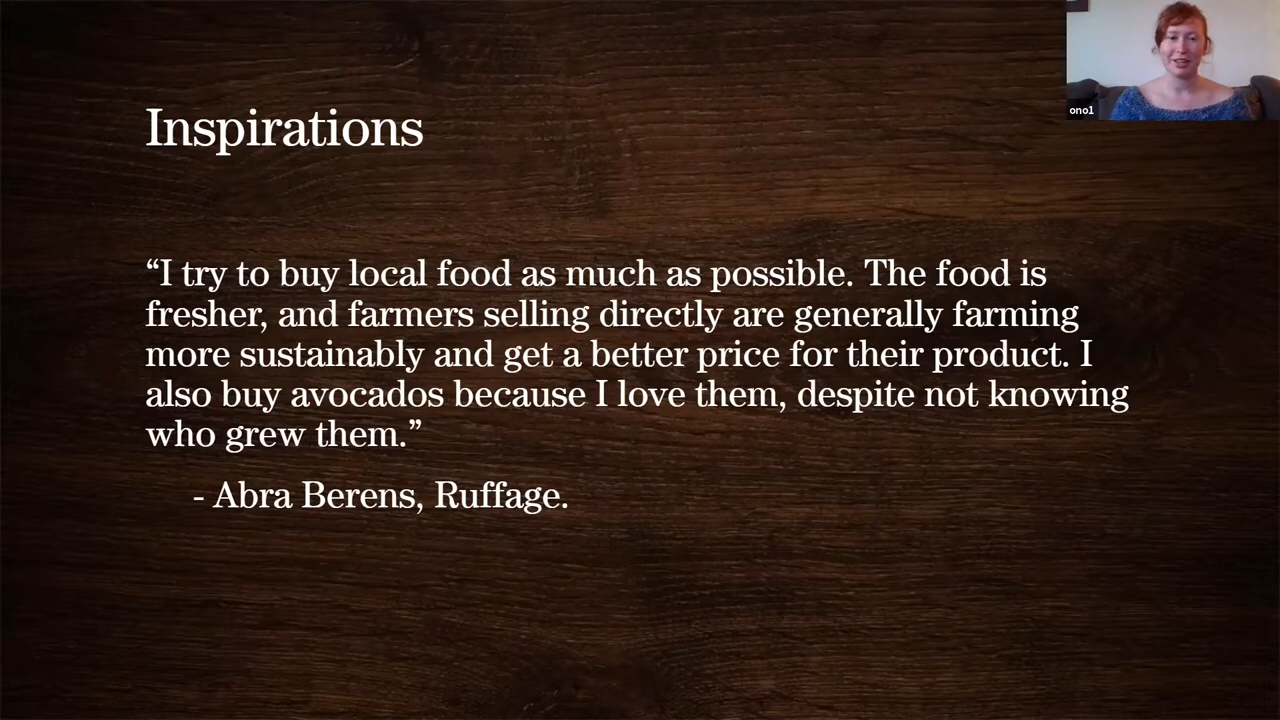 ono1
Inspirations
“I try to buy local food as much as possible. The food is
fresher, and farmers selling directly are generally farming
more sustainably and get a better price for their product. I
also buy avocados because I love them, despite not knowing
who grew them.”
- Abra Berens, Ruffage.